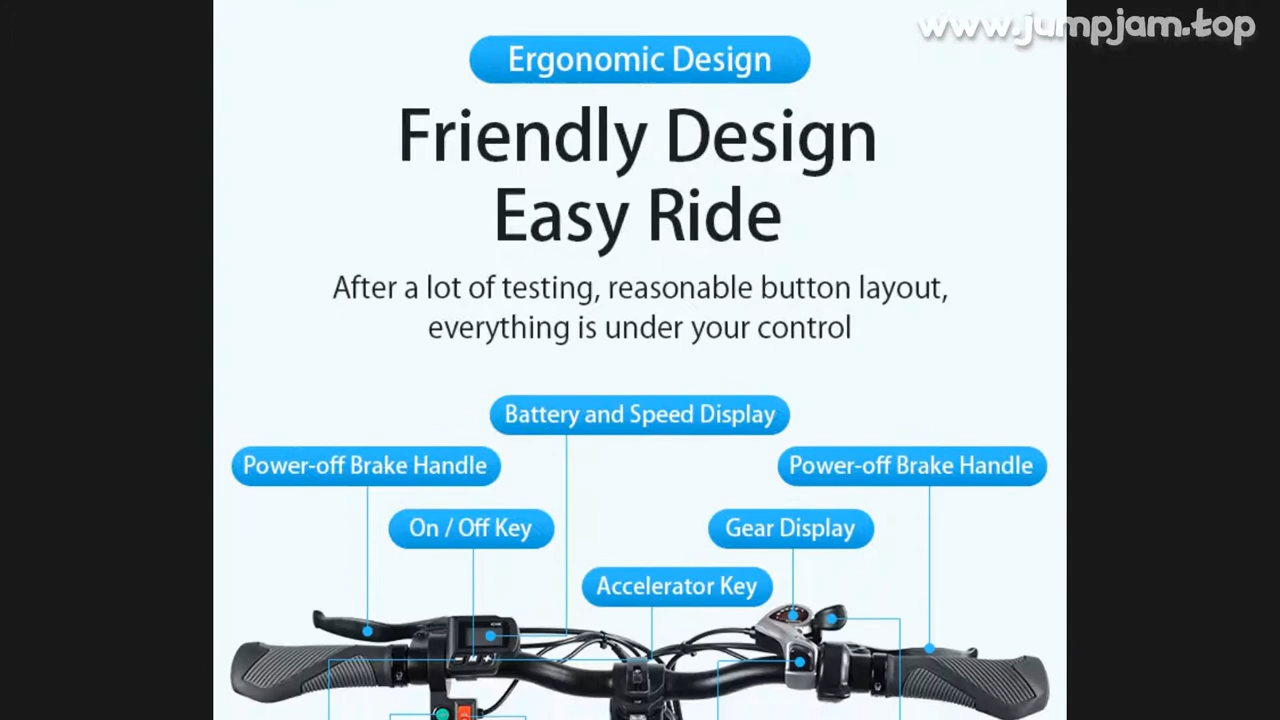 www.jumpjam.top
Ergonomic Design
Friendly Design
Easy Ride
After a lot of testing, reasonable button layout,
everything is under your control
Battery and Speed Display
Power-off Brake Handle
Power-off Brake Handle
On / Off Key
Gear Display
Accelerator Key